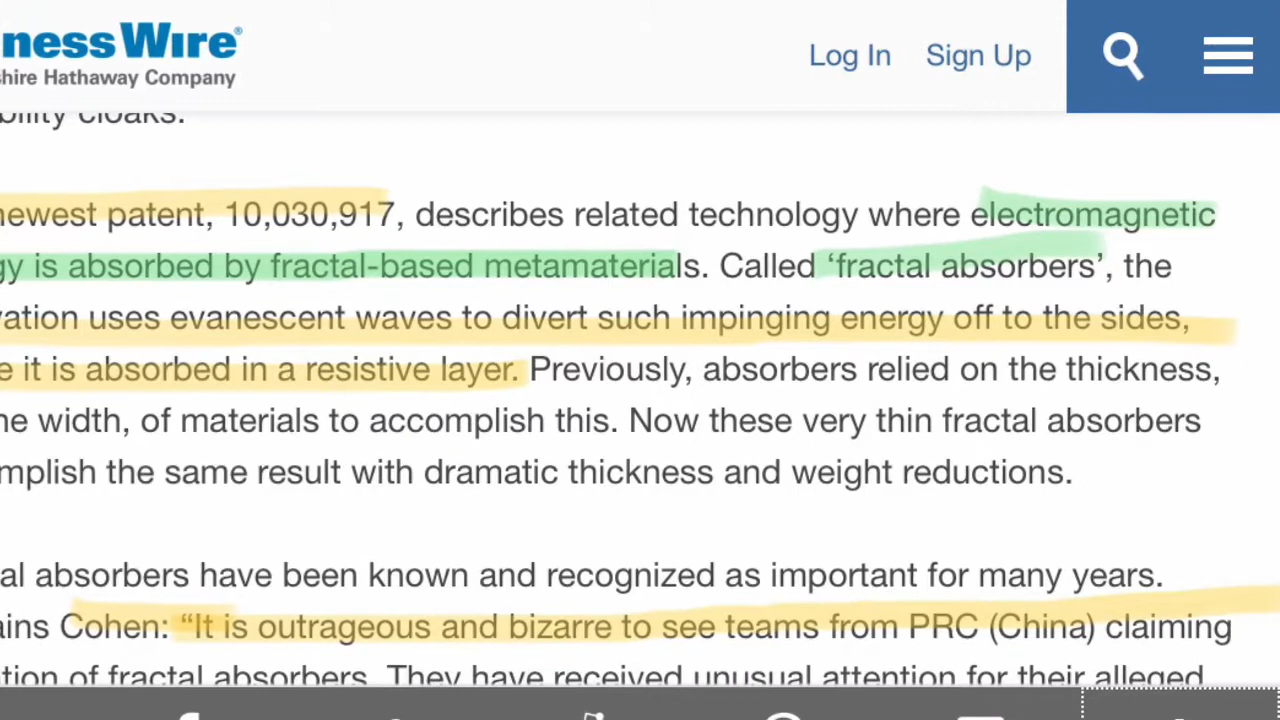 ness Wire®
shire Hathaway Company
Log In Sign Up
bility cloaks.
newest patent, 10,030,917, describes related technology where electromagnetic
gy is absorbed by fractal-based metamaterials. Called ‘fractal absorbers’, the
vation uses evanescent waves to divert such impinging energy off to the sides,
e it is absorbed in a resistive layer. Previously, absorbers relied on the thickness,
ne width, of materials to accomplish this. Now these very thin fractal absorbers
mplish the same result with dramatic thickness and weight reductions.
al absorbers have been known and recognized as important for many years.
ains Cohen: “It is outrageous and bizarre to see teams from PRC (China) claiming
tion of fractal absorbers. They have received unusual attention for their alleged